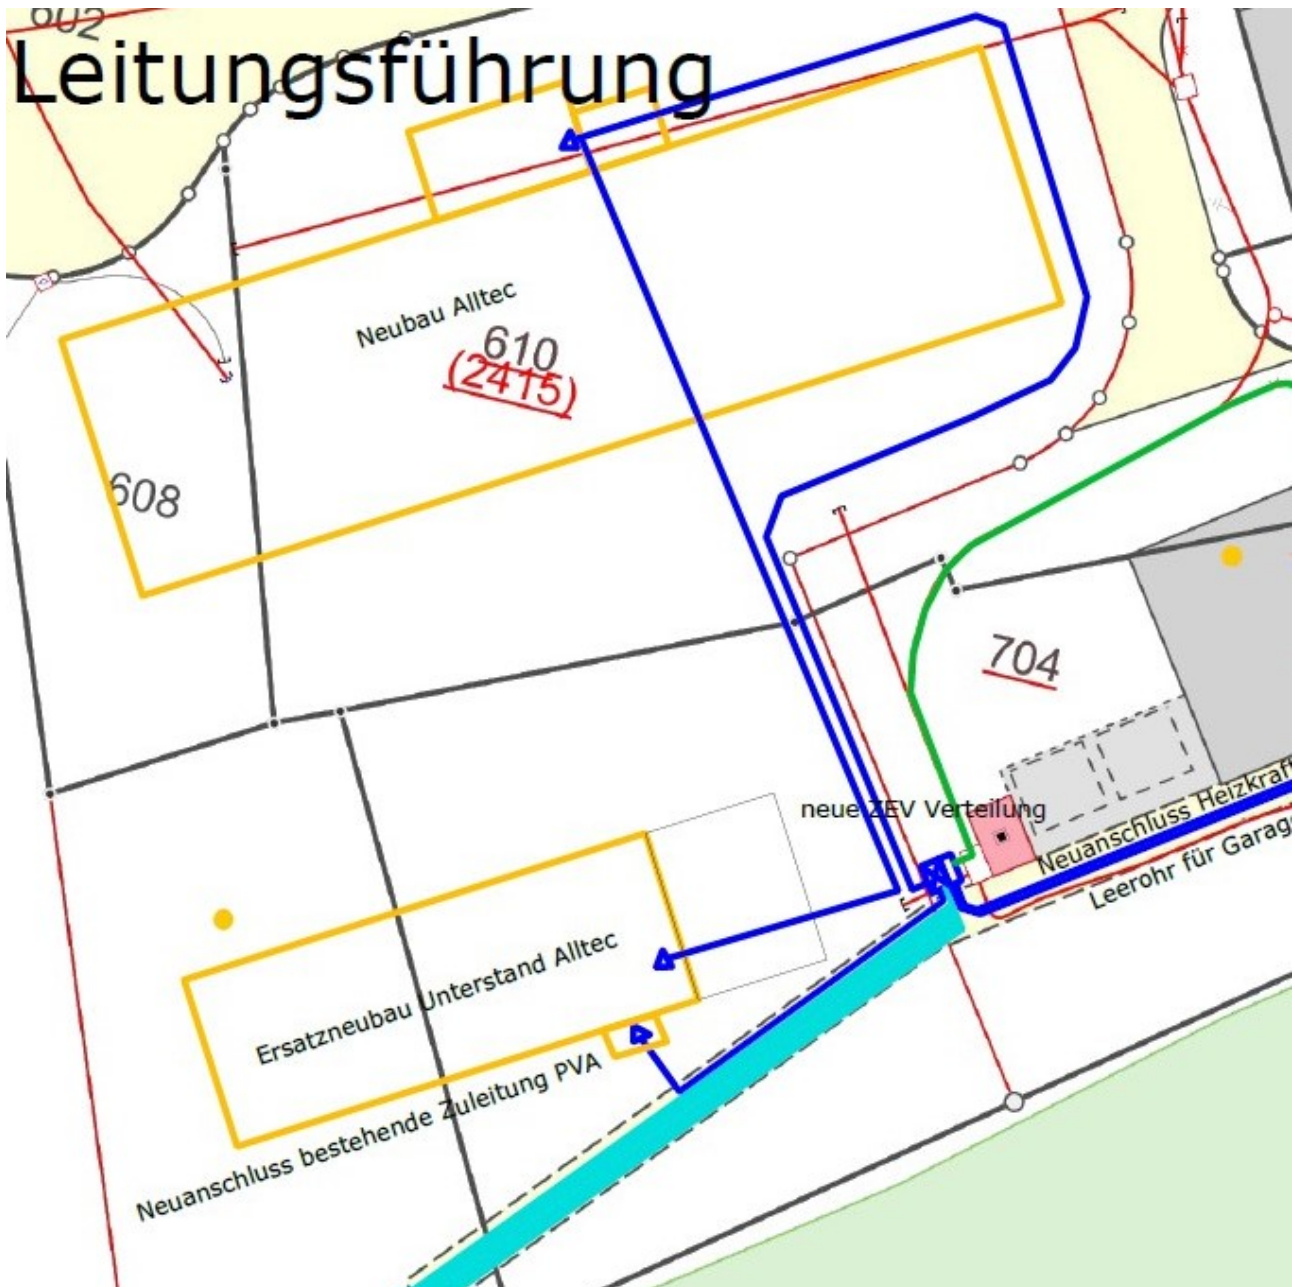 602
Leitungsführung
Neubau Alltec
610
(2415)
608
704
neue ZEV Verteilung
Neuanschluss Heizkraft
Leerohr für Garag
Ersatzneubau Unterstand Alltec
Neuanschluss bestehende Zuleitung PVA